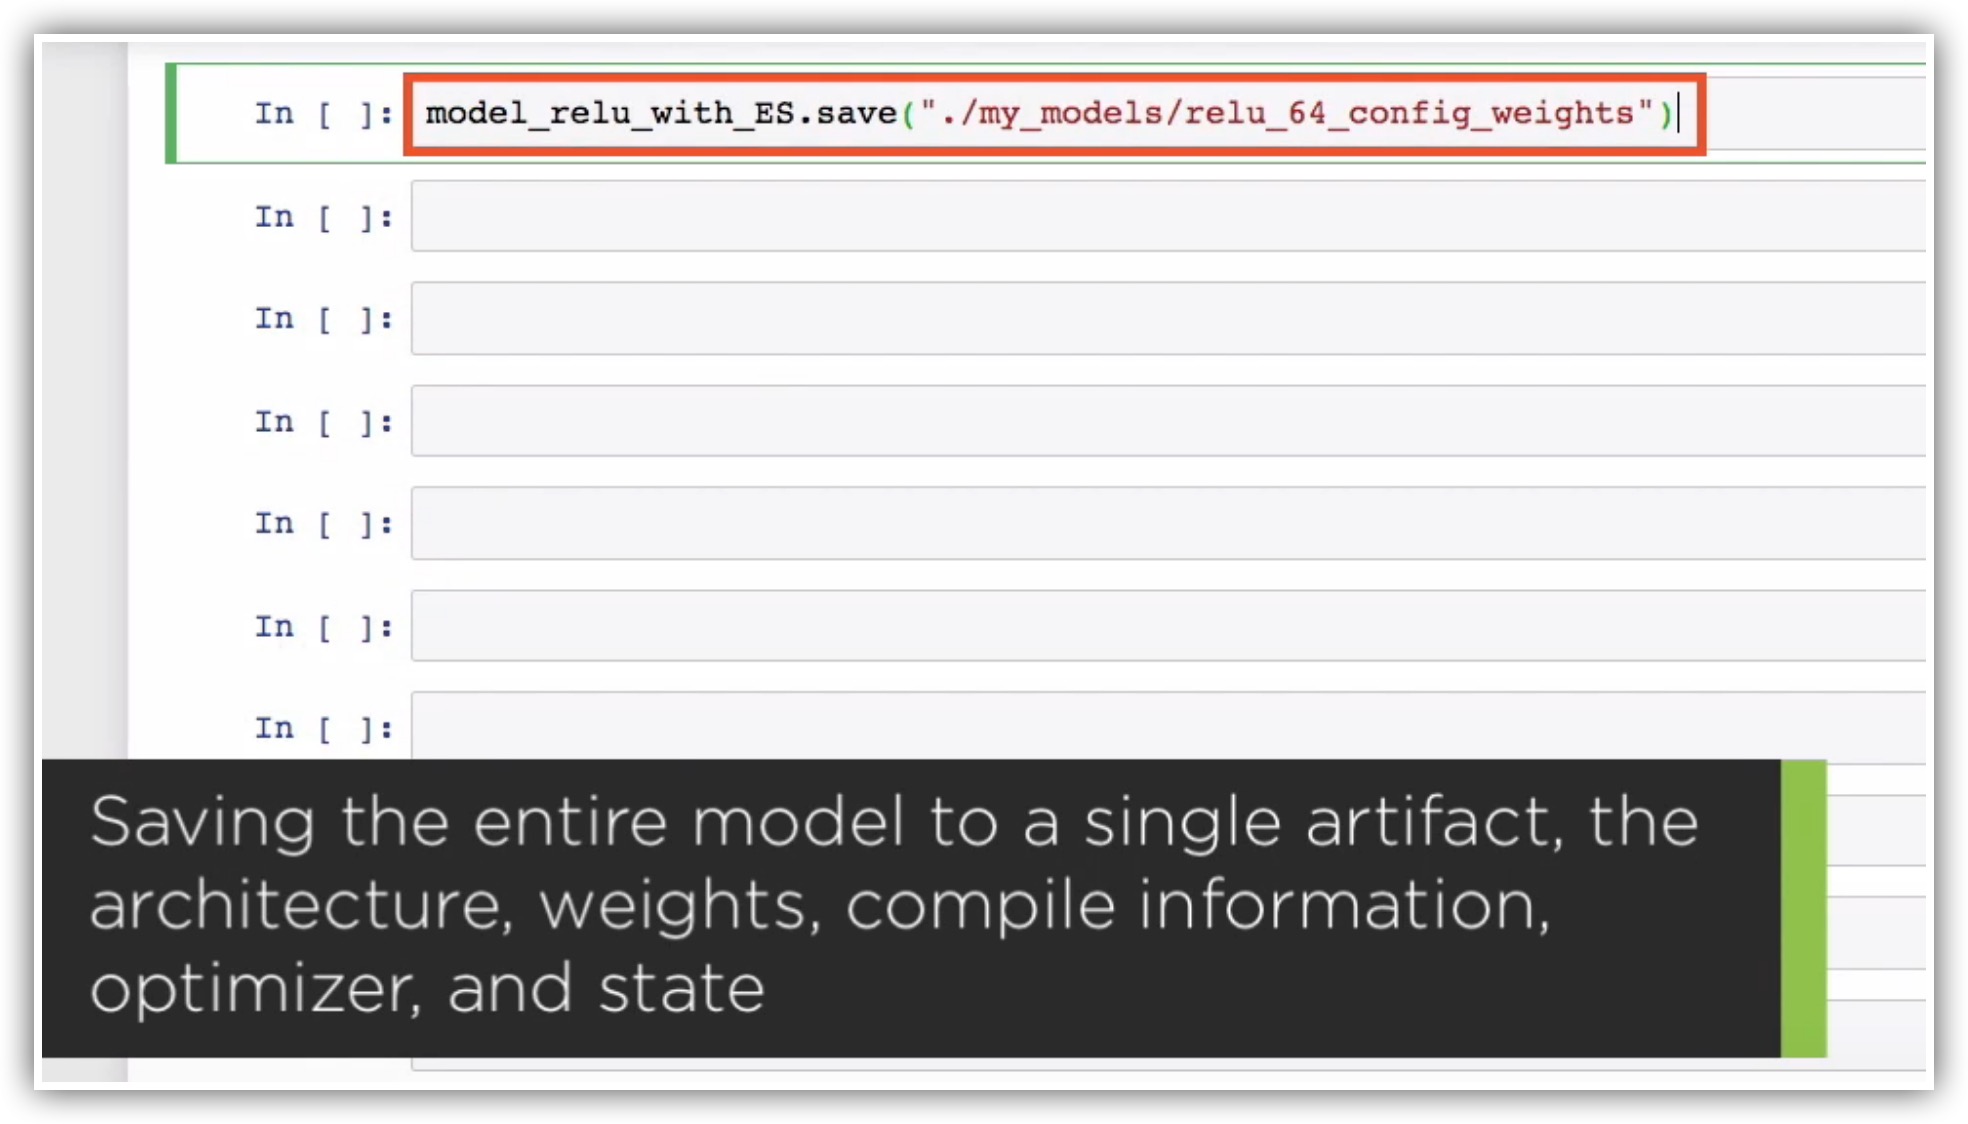 In [ ]: model_relu_with_ES.save("./my_models/relu_64_config_weights")
In [ ]:
In [ ]:
In [ ]:
In [ ]:
In [ ]:
In [ ]:
Saving the entire model to a single artifact, the
architecture, weights, compile information,
optimizer, and state